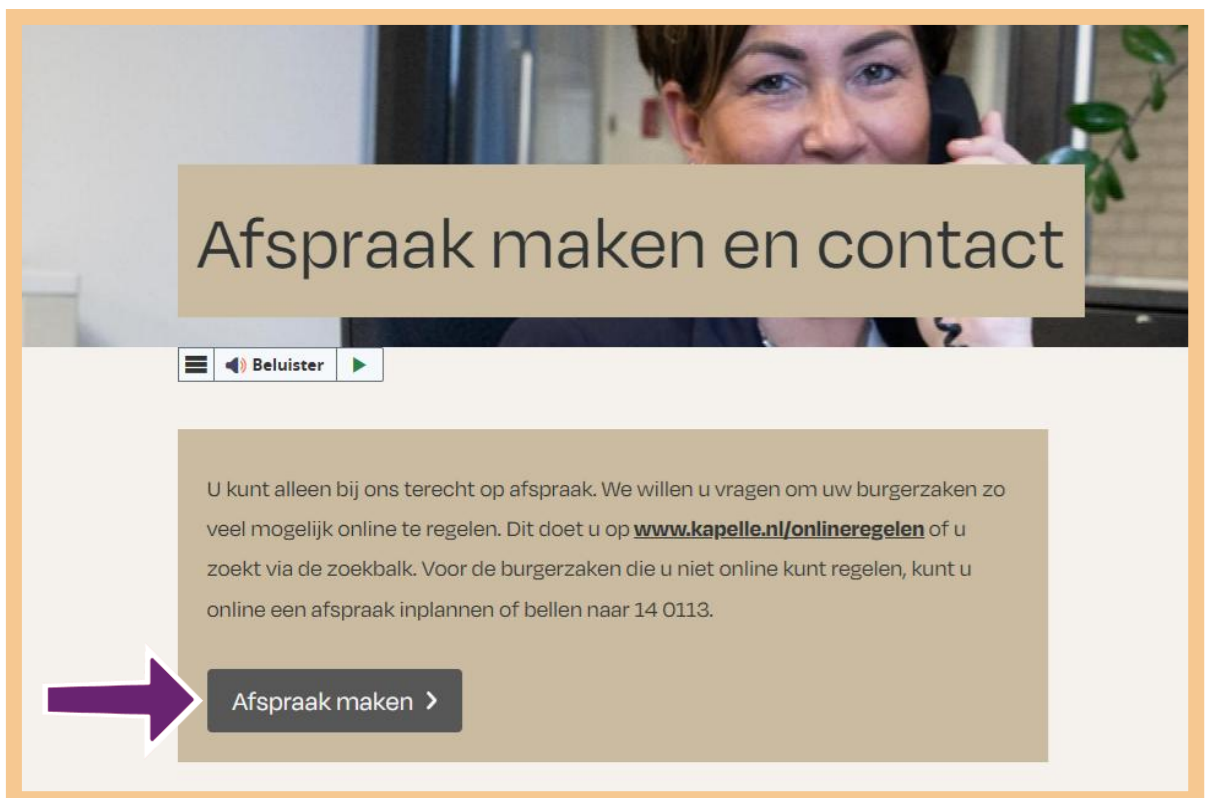 Afspraak maken en contact
Beluister
U kunt alleen bij ons terecht op afspraak. We willen u vragen om uw burgerzaken zo
veel mogelijk online te regelen. Dit doet u op www.kapelle.nl/onlineregelen of u
zoekt via de zoekbalk. Voor de burgerzaken die u niet online kunt regelen, kunt u
online een afspraak inplannen of bellen naar 14 0113.
Afspraak maken